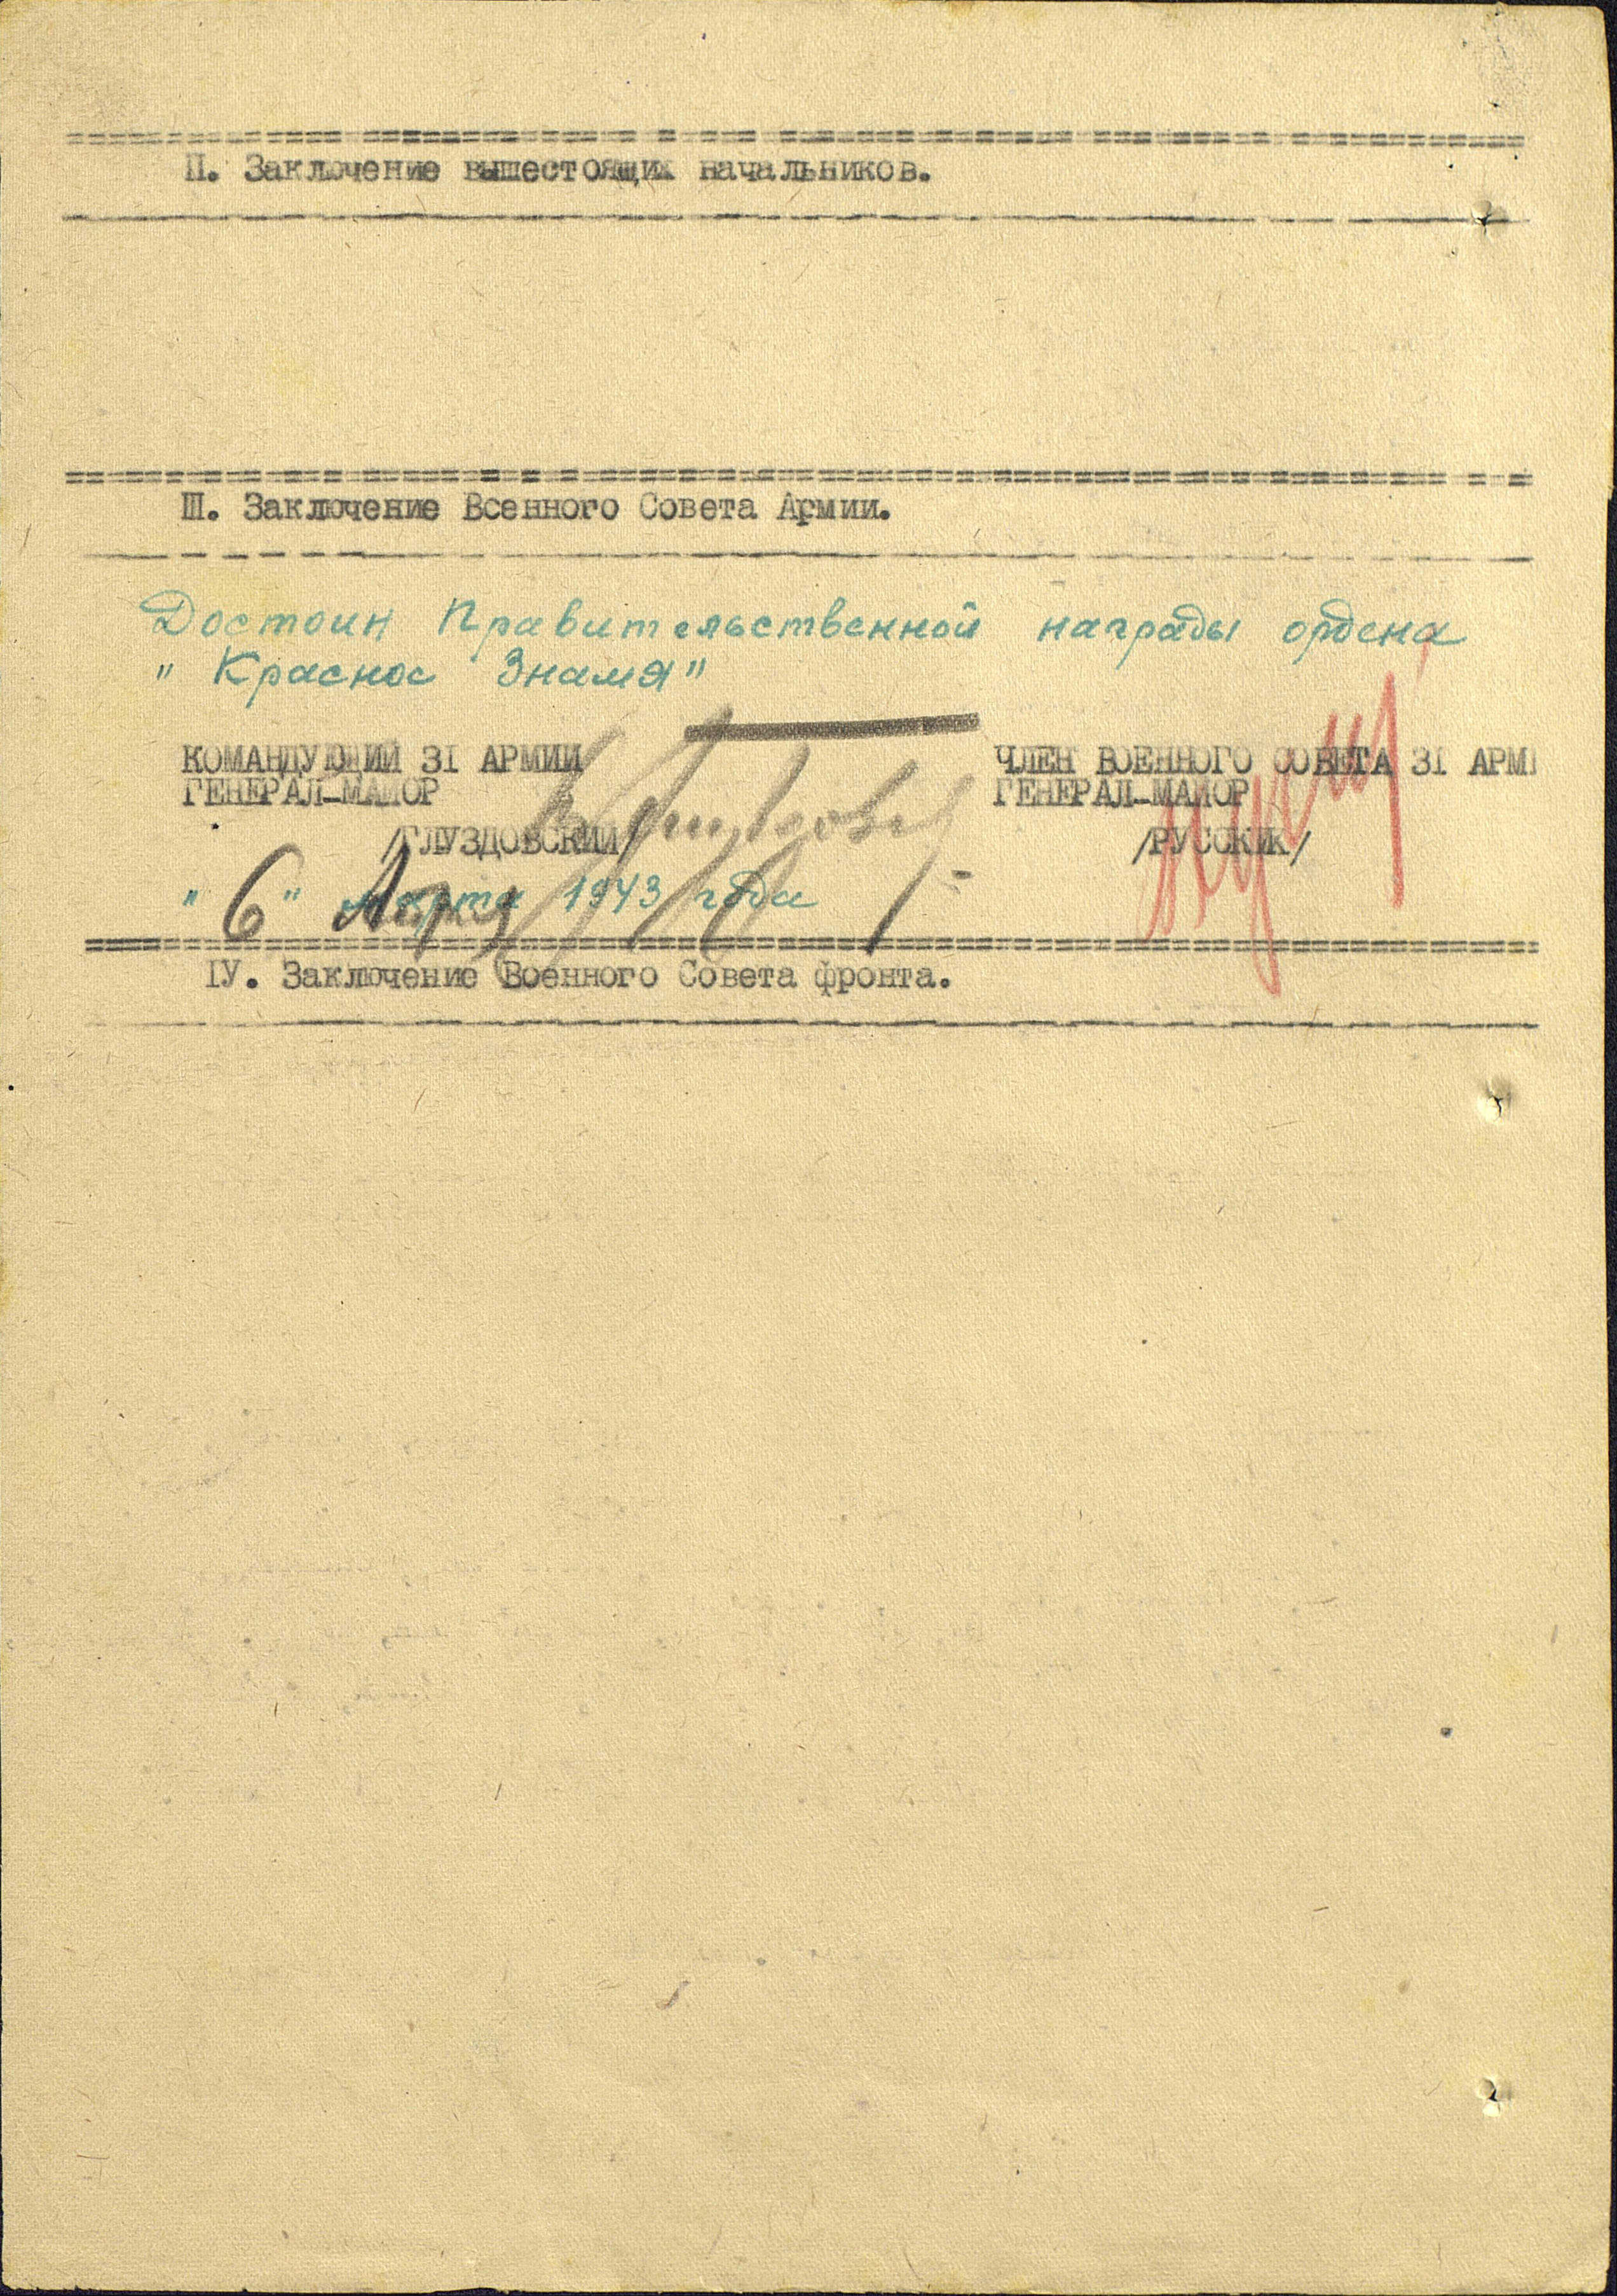 II. Заключение вышестоящих начальников.
III. Заключение Военного Совета Армии.
Достоин Правительственной награды ордена
" Красное Знамя"
КОМАНДУЮЩИЙ 31 АРМИИ
ГЕНЕРАЛ-МАЙОР
/ГЛУЗДОВСКИЙ/
ЧЛЕН ВОЕННОГО СОВЕТА 31 АРМИ
ГЕНЕРАЛ-МАЙОР
/РУССКИХ/
" 6 " марта 1943 года
IУ. Заключение Военного Совета фронта.